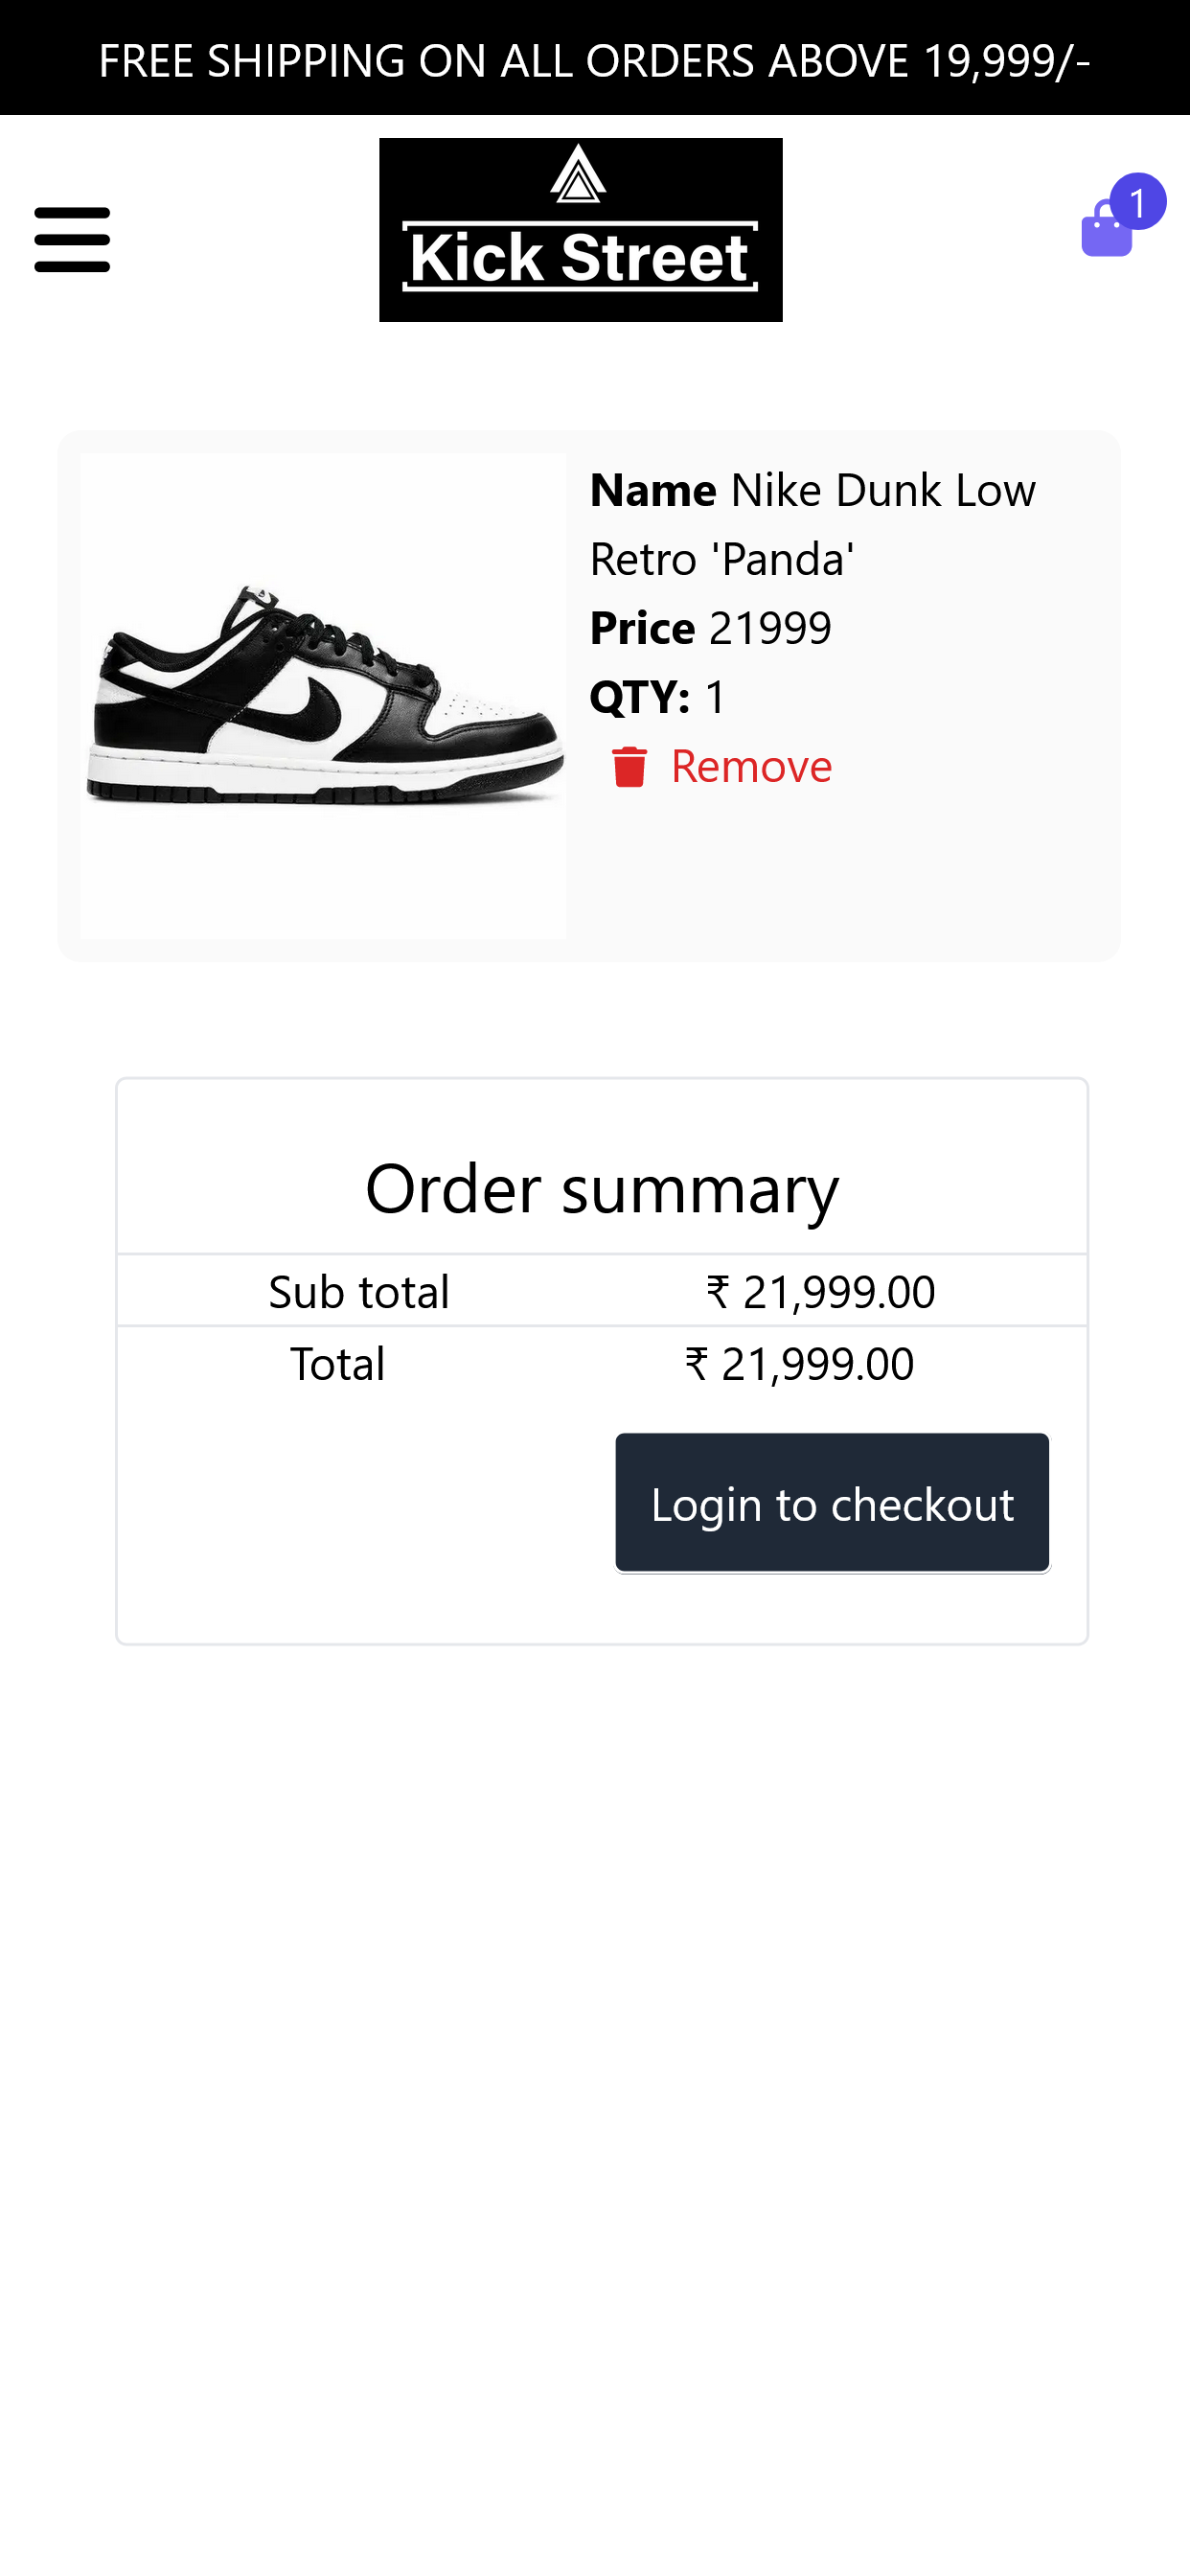 FREE SHIPPING ON ALL ORDERS ABOVE 19,999/-
Kick Street
1
Name Nike Dunk Low
Retro 'Panda'
Price 21999
QTY: 1
Remove
Order summary
Sub total ₹ 21,999.00
Total ₹ 21,999.00
Login to checkout